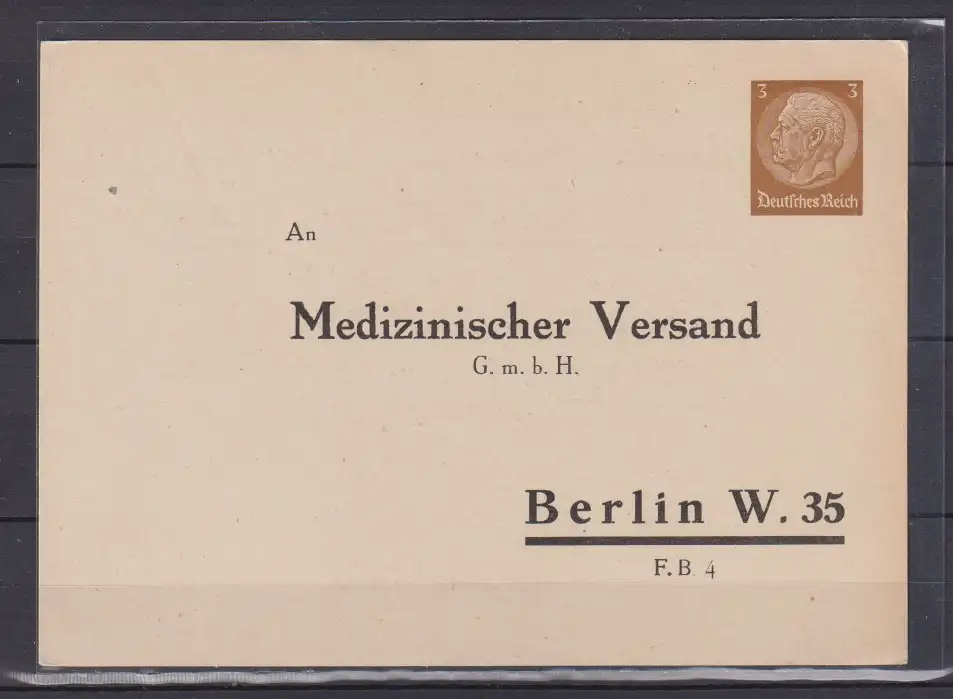 3 3
Deutsches Reich
An
Medizinischer Versand
G. m. b. H.
Berlin W. 35
F. B 4